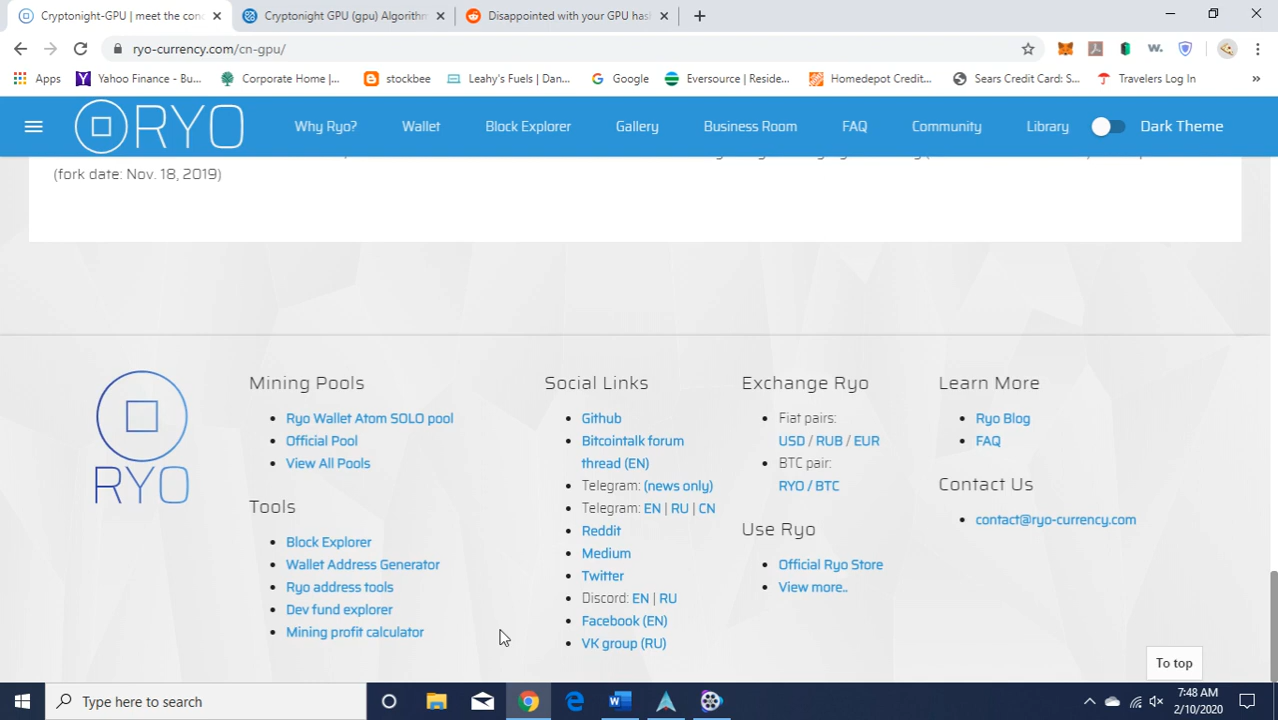 Cryptonight-GPU | meet the con
Cryptonight GPU (gpu) Algorithm
Disappointed with your GPU has
ryo-currency.com/cn-gpu/
Apps
Yahoo Finance - Bu...
Corporate Home |...
stockbee
Leahy's Fuels | Dan...
Google
Eversource | Reside...
Homedepot Credit...
Sears Credit Card: S...
Travelers Log In
RYO
Why Ryo?
Wallet
Block Explorer
Gallery
Business Room
FAQ
Community
Library
Dark Theme
(fork date: Nov. 18, 2019)
RYO
Mining Pools
Ryo Wallet Atom SOLO pool
Official Pool
View All Pools
Tools
Block Explorer
Wallet Address Generator
Ryo address tools
Dev fund explorer
Mining profit calculator
Social Links
Github
Bitcointalk forum
thread (EN)
Telegram: (news only)
Telegram: EN | RU | CN
Reddit
Medium
Twitter
Discord: EN | RU
Facebook (EN)
VK group (RU)
Exchange Ryo
Fiat pairs:
USD / RUB / EUR
BTC pair:
RYO / BTC
Use Ryo
Official Ryo Store
View more..
Learn More
Ryo Blog
FAQ
Contact Us
contact@ryo-currency.com
To top
Type here to search
7:48 AM
2/10/2020